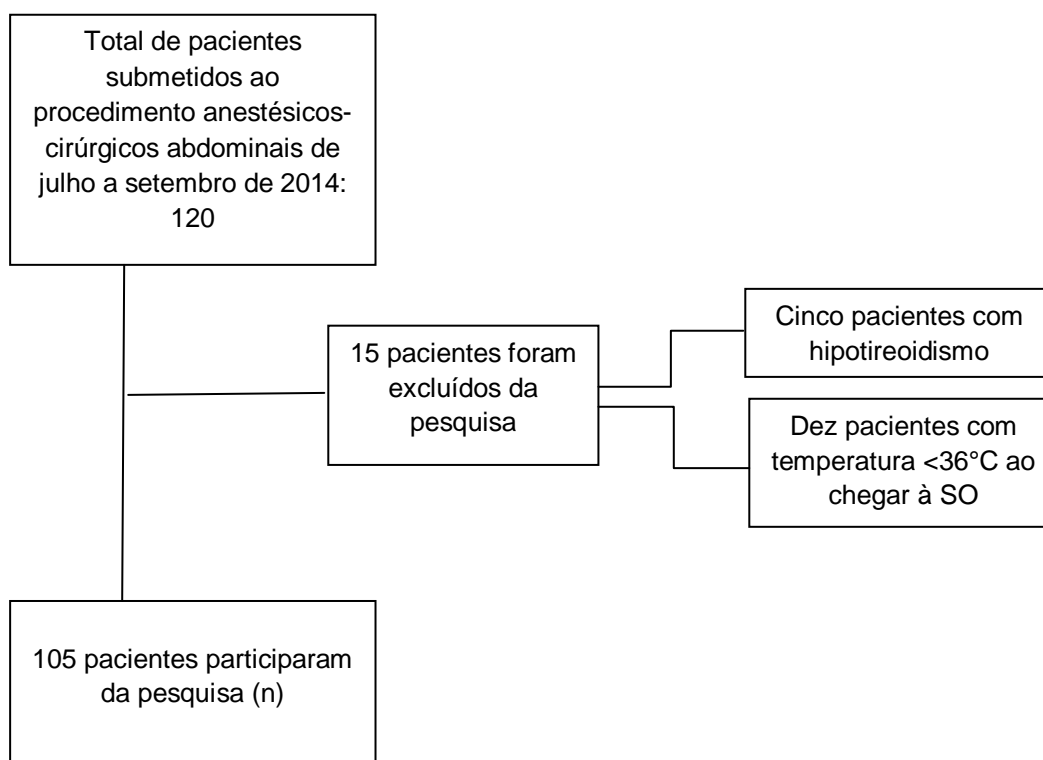 Total de pacientes
submetidos ao
procedimento anestésicos-
cirúrgicos abdominais de
julho a setembro de 2014:
120
15 pacientes foram
excluídos da
pesquisa
Cinco pacientes com
hipotireoidismo
Dez pacientes com
temperatura <36°C ao
chegar à SO
105 pacientes participaram
da pesquisa (n)